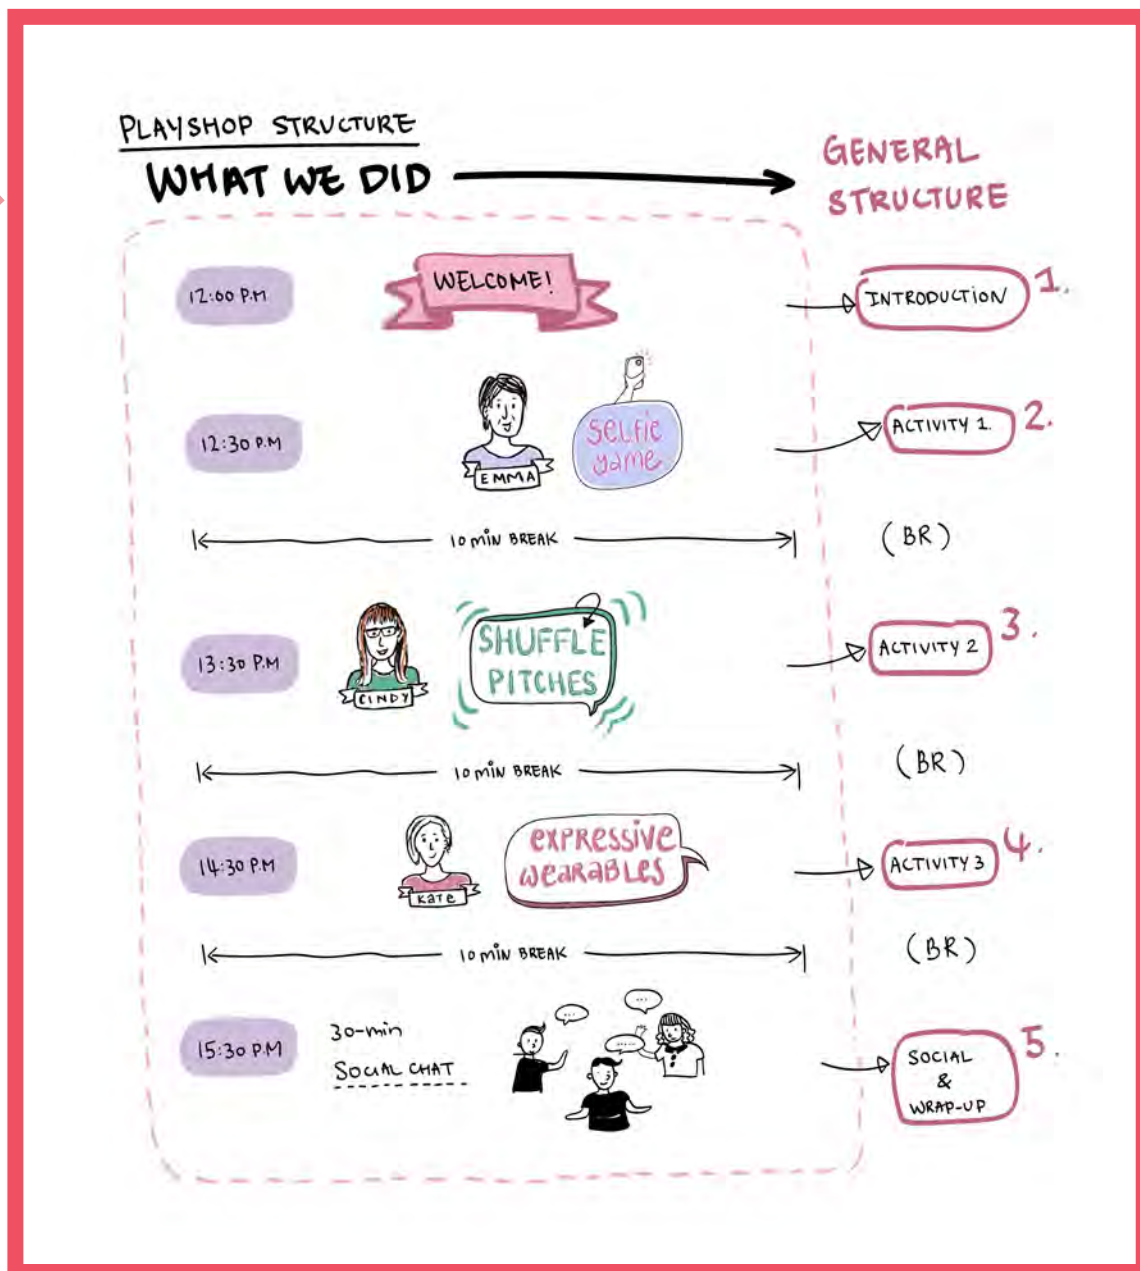 PLAYSHOP STRUCTURE
WHAT WE DID
GENERAL
STRUCTURE
12:00 P.M
WELCOME!
INTRODUCTION
1.
12:30 P.M
EMMA
SELFIE
game
ACTIVITY 1.
2.
10 min BREAK
(BR)
13:30 P.M
CINDY
SHUFFLE
PITCHES
ACTIVITY 2
3.
10 min BREAK
(BR)
14:30 P.M
KATE
EXPRESSIVE
WEARABLES
ACTIVITY 3
4.
10 min BREAK
(BR)
15:30 P.M
30-min
SOCIAL CHAT
...
...
.....
SOCIAL
&
WRAP-UP
5.